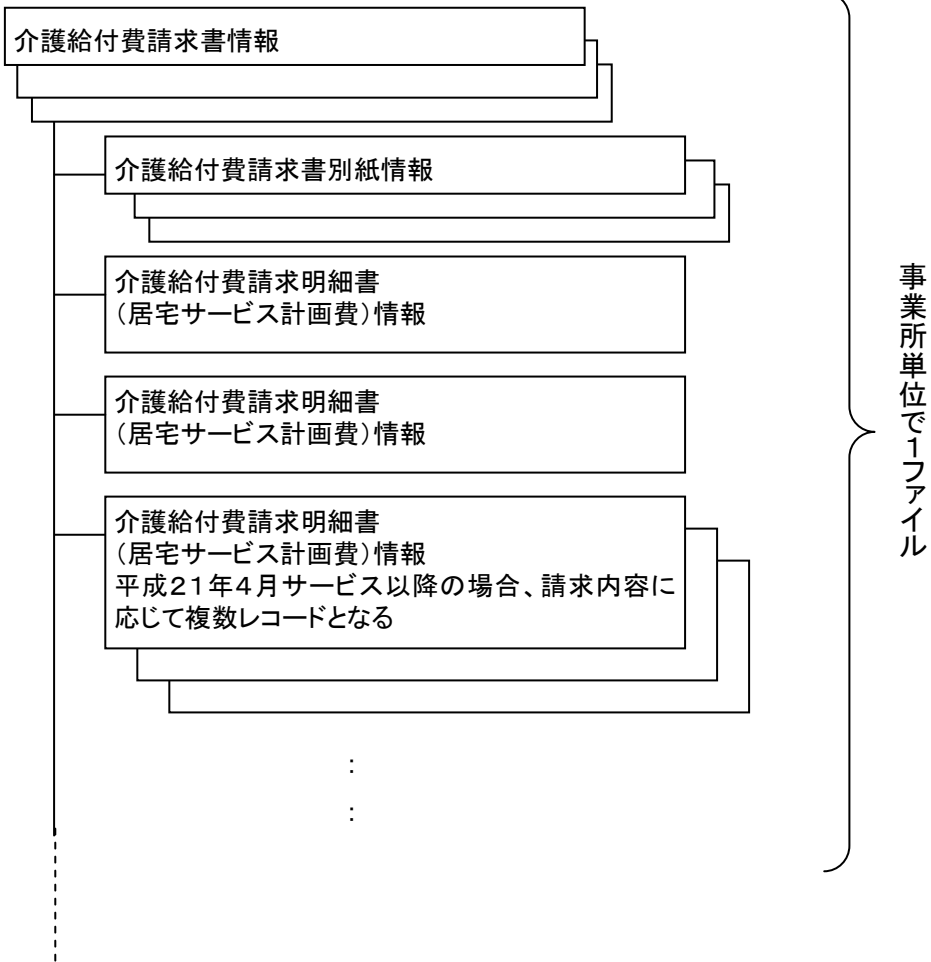 介護給付費請求書情報
介護給付費請求書別紙情報
介護給付費請求明細書
（居宅サービス計画費）情報
介護給付費請求明細書
（居宅サービス計画費）情報
介護給付費請求明細書
（居宅サービス計画費）情報
平成２１年４月サービス以降の場合、請求内容に
応じて複数レコードとなる
：
：
事業所単位で１ファイル